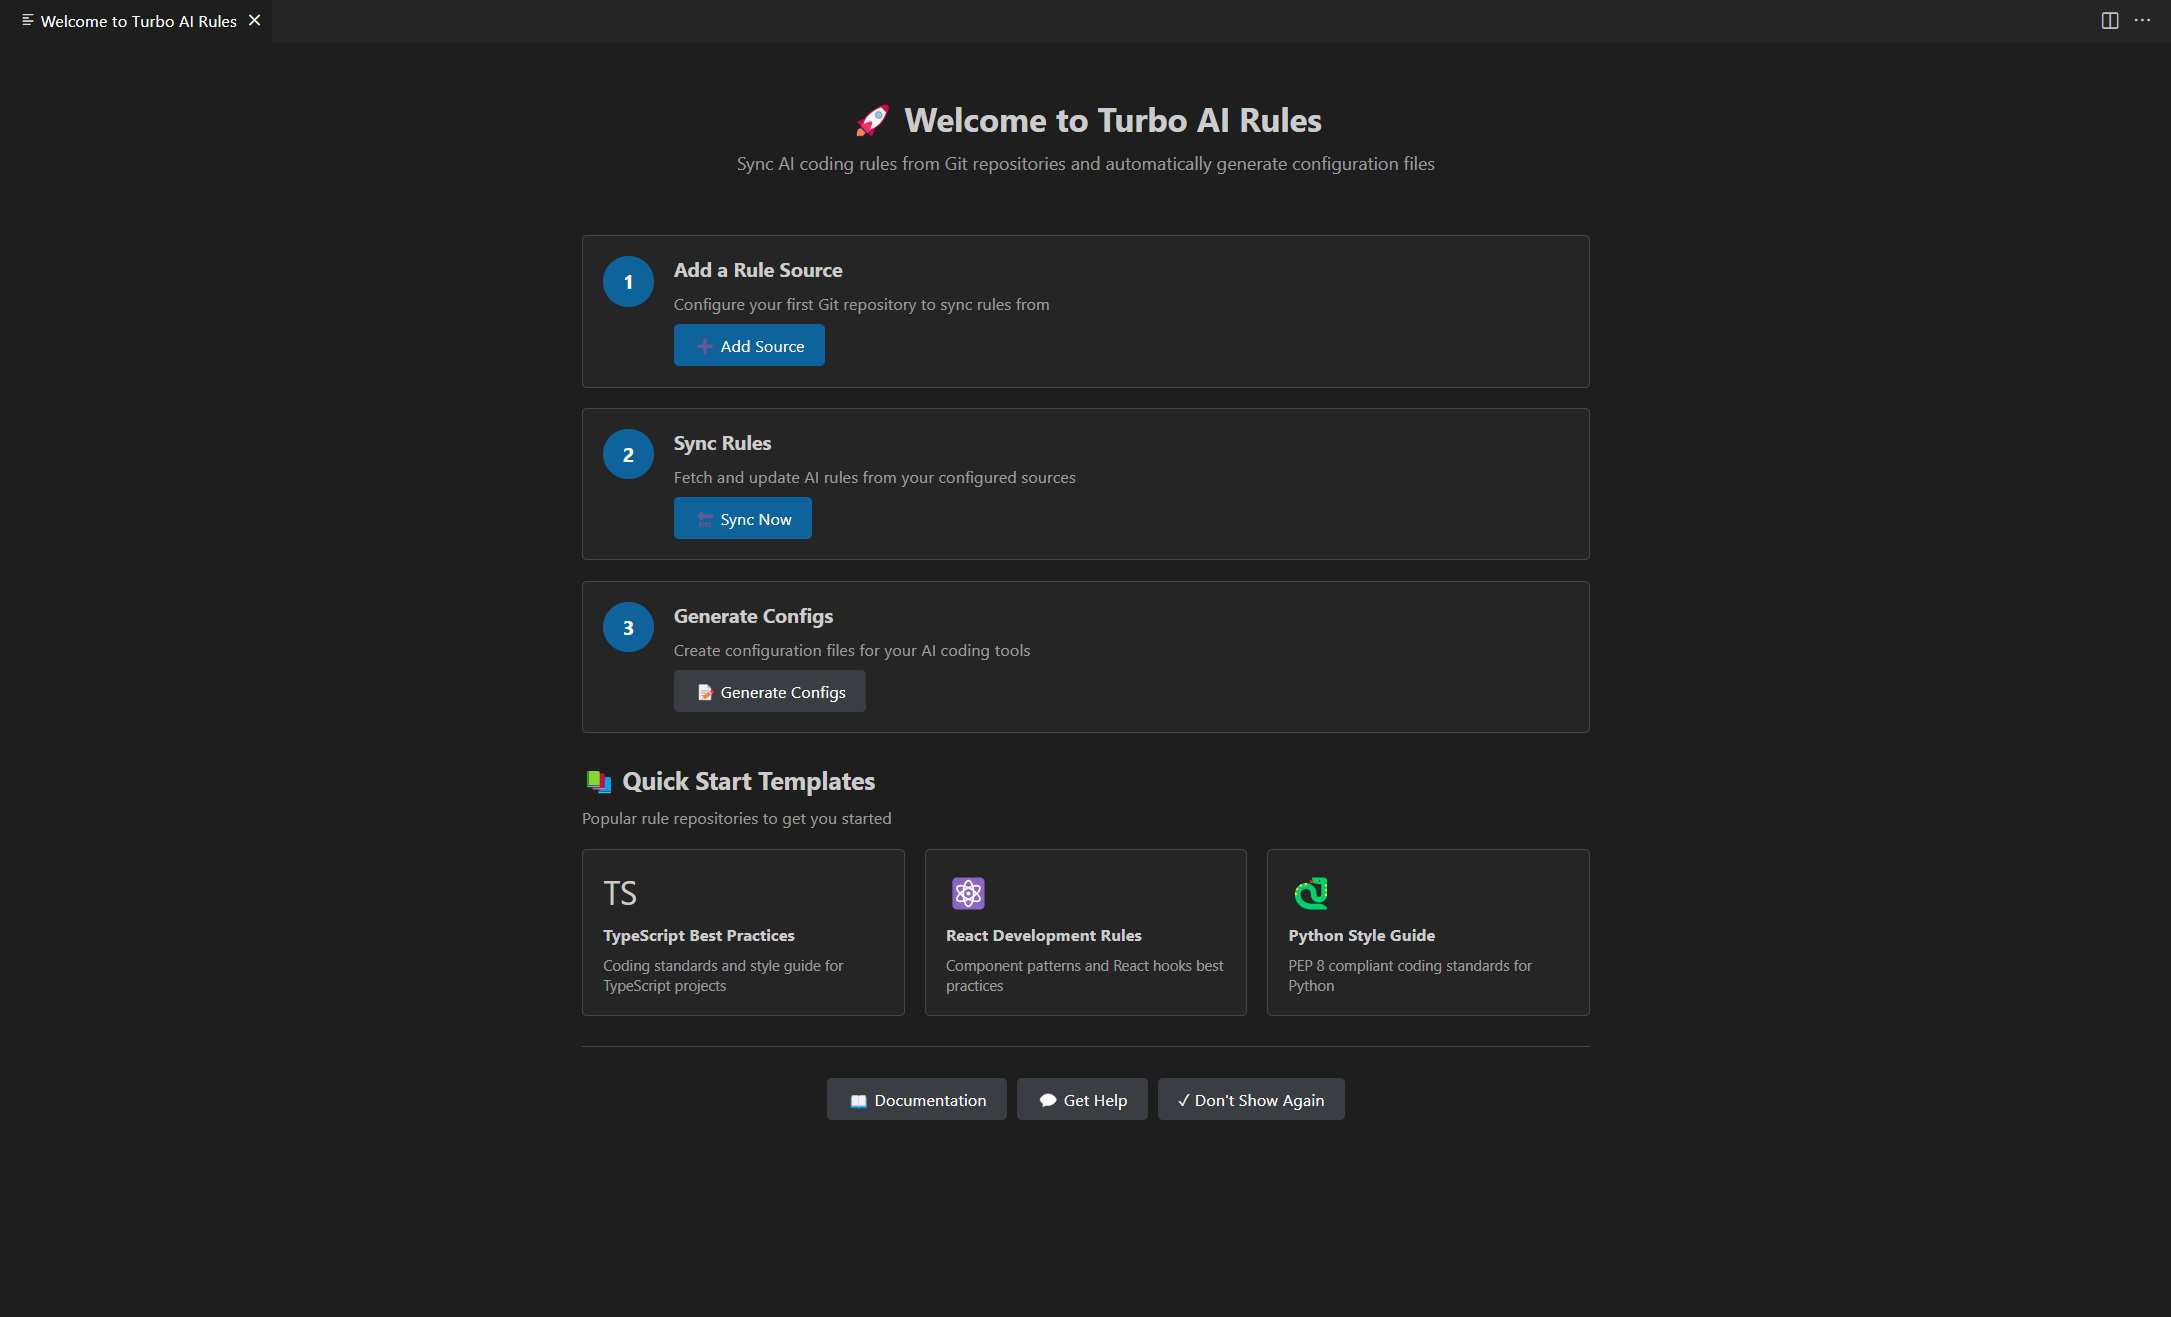 Welcome to Turbo AI Rules
Welcome to Turbo AI Rules
Sync AI coding rules from Git repositories and automatically generate configuration files
1
Add a Rule Source
Configure your first Git repository to sync rules from
Add Source
2
Sync Rules
Fetch and update AI rules from your configured sources
Sync Now
3
Generate Configs
Create configuration files for your AI coding tools
Generate Configs
Quick Start Templates
Popular rule repositories to get you started
TS
TypeScript Best Practices
Coding standards and style guide for
TypeScript projects
React Development Rules
Component patterns and React hooks best
practices
Python Style Guide
PEP 8 compliant coding standards for
Python
Documentation
Get Help
✓ Don't Show Again